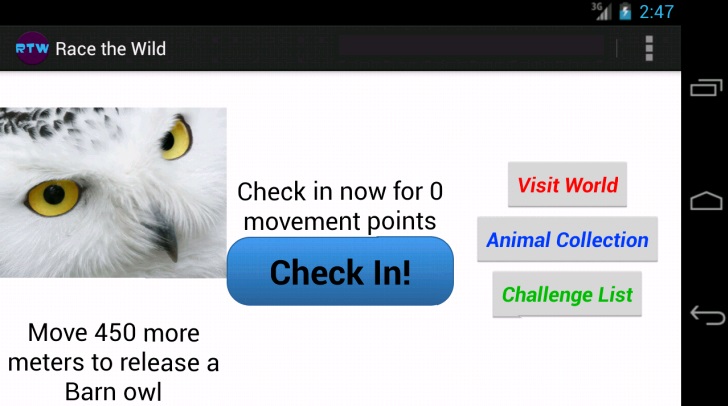 3G 2:47
RTW Race the Wild
Check in now for 0
movement points
Check In!
Move 450 more
meters to release a
Barn owl
Visit World
Animal Collection
Challenge List